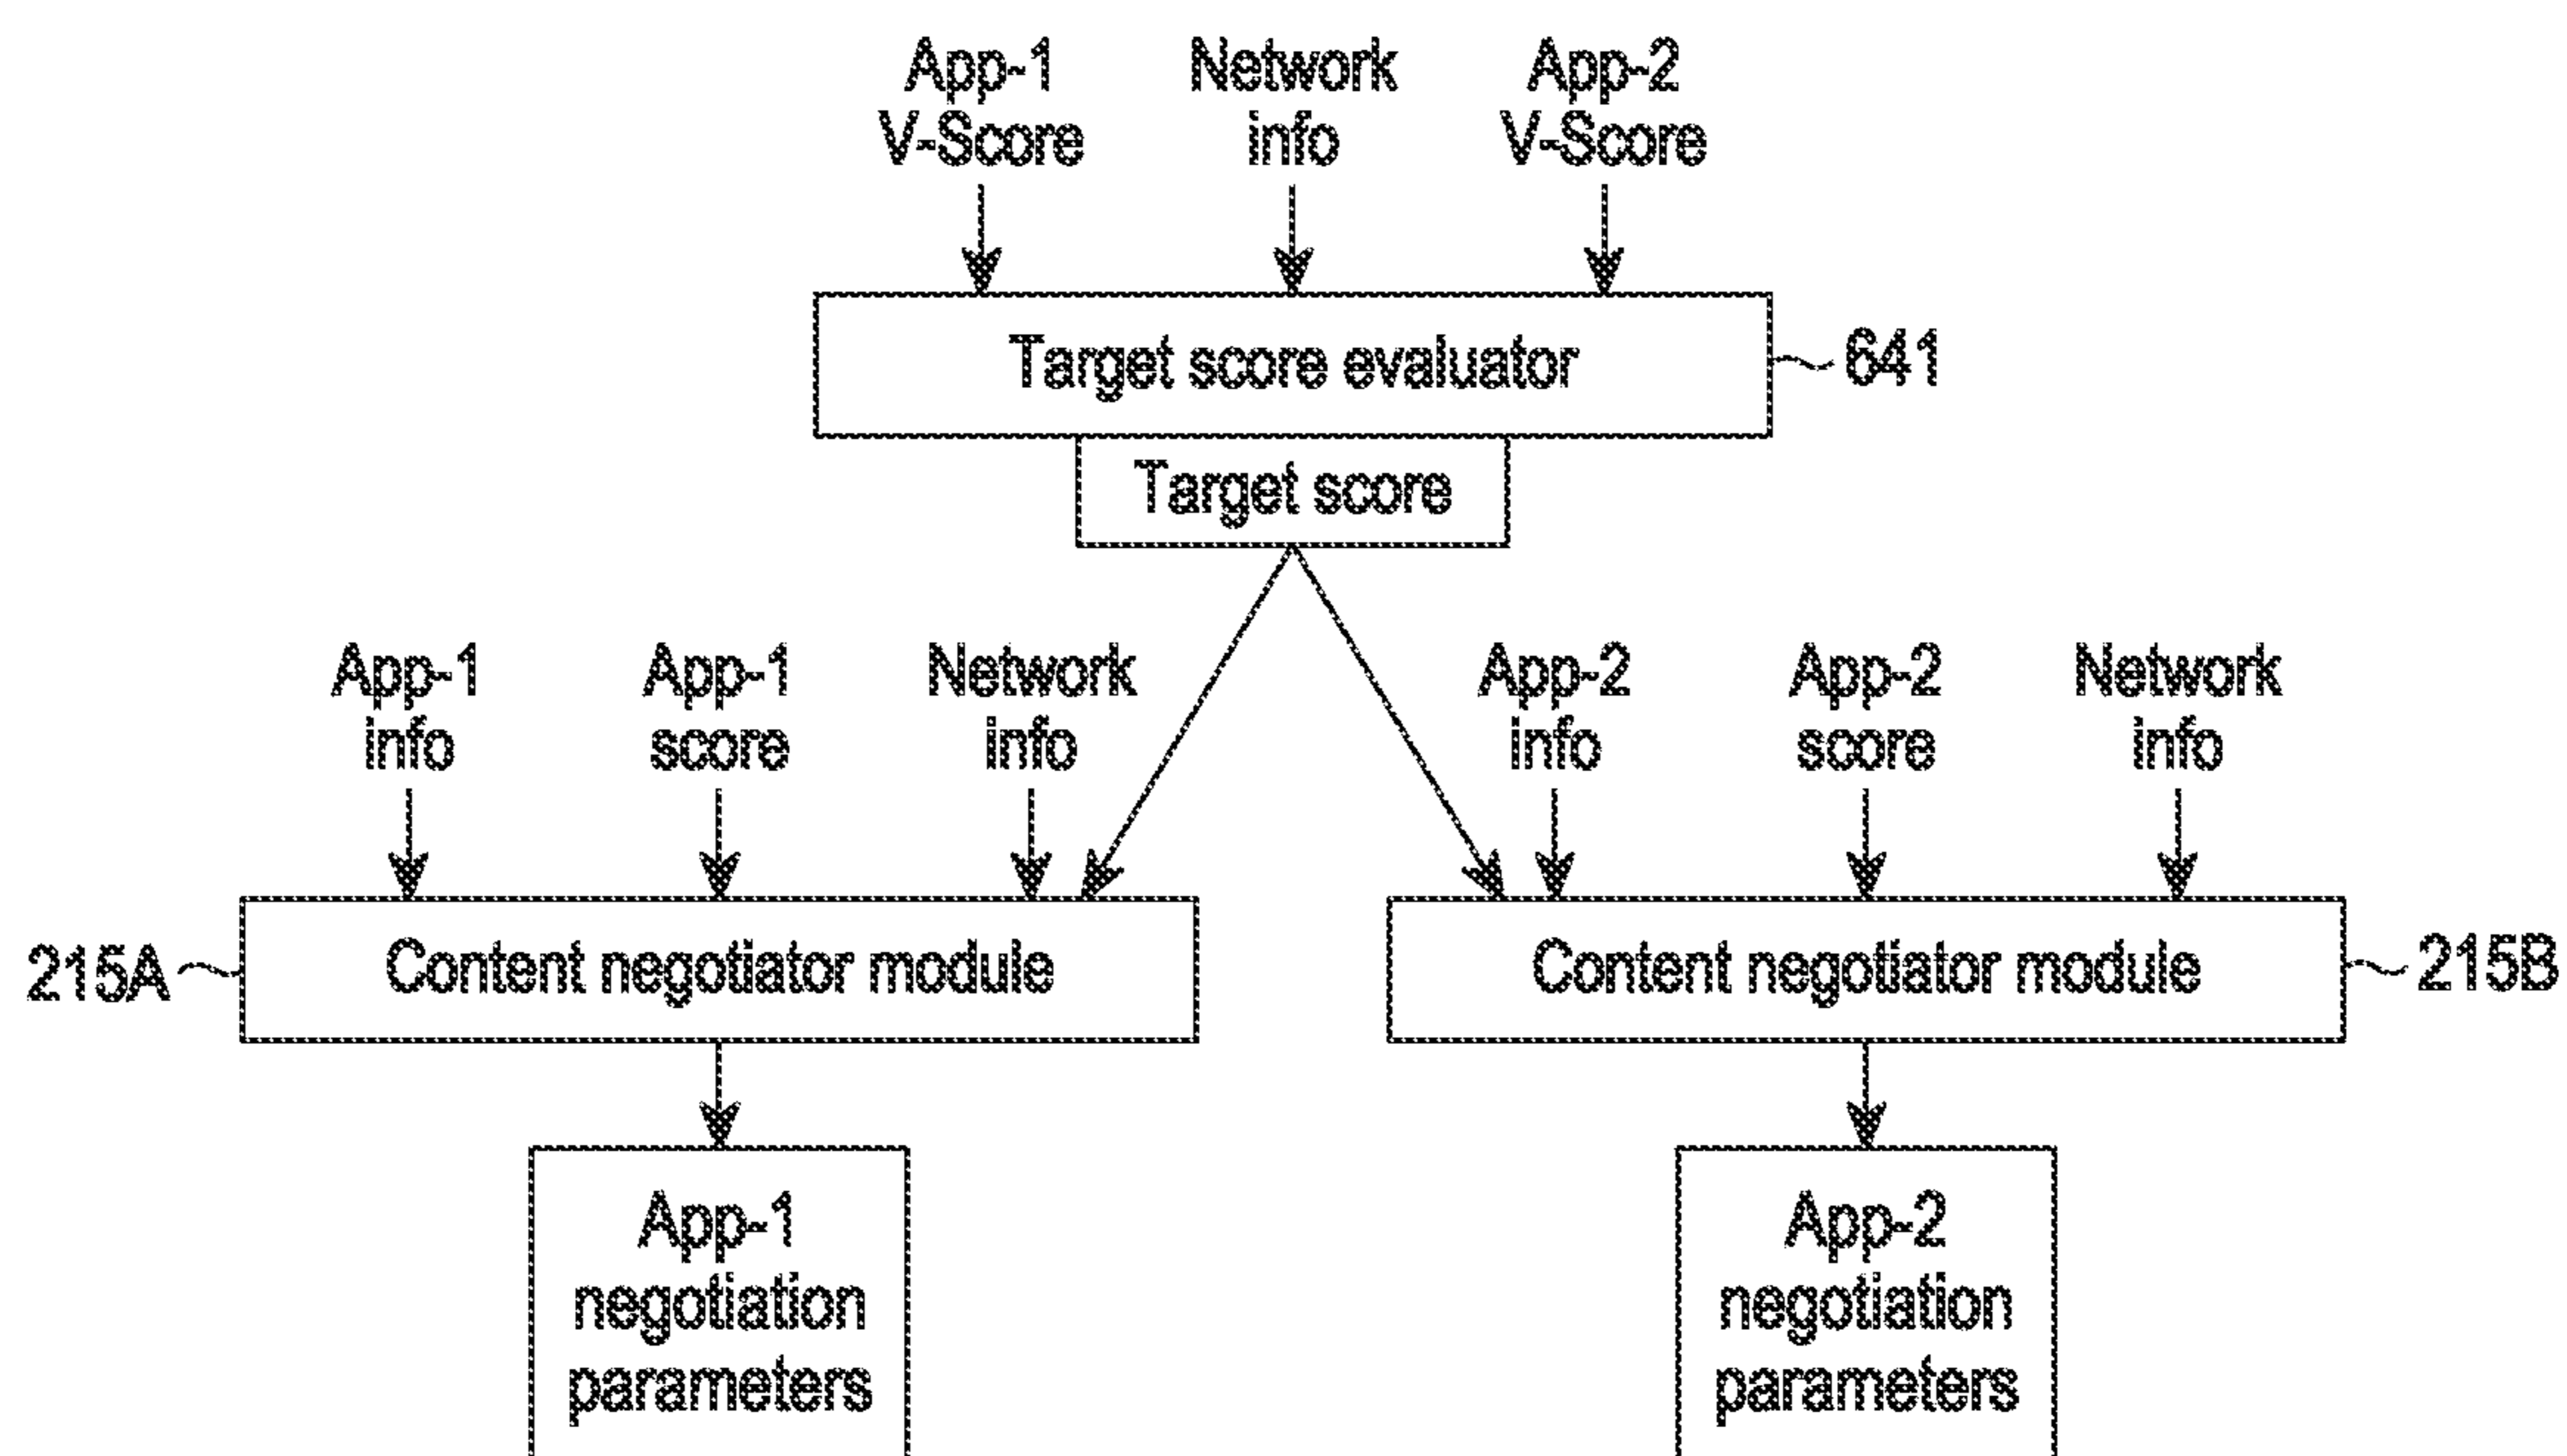 App-1
V-Score
Network
info
App-2
V-Score
Target score evaluator
641
Target score
App-1
info
App-1
score
Network
info
App-2
info
App-2
score
Network
info
215A
Content negotiator module
Content negotiator module
215B
App-1
negotiation
parameters
App-2
negotiation
parameters